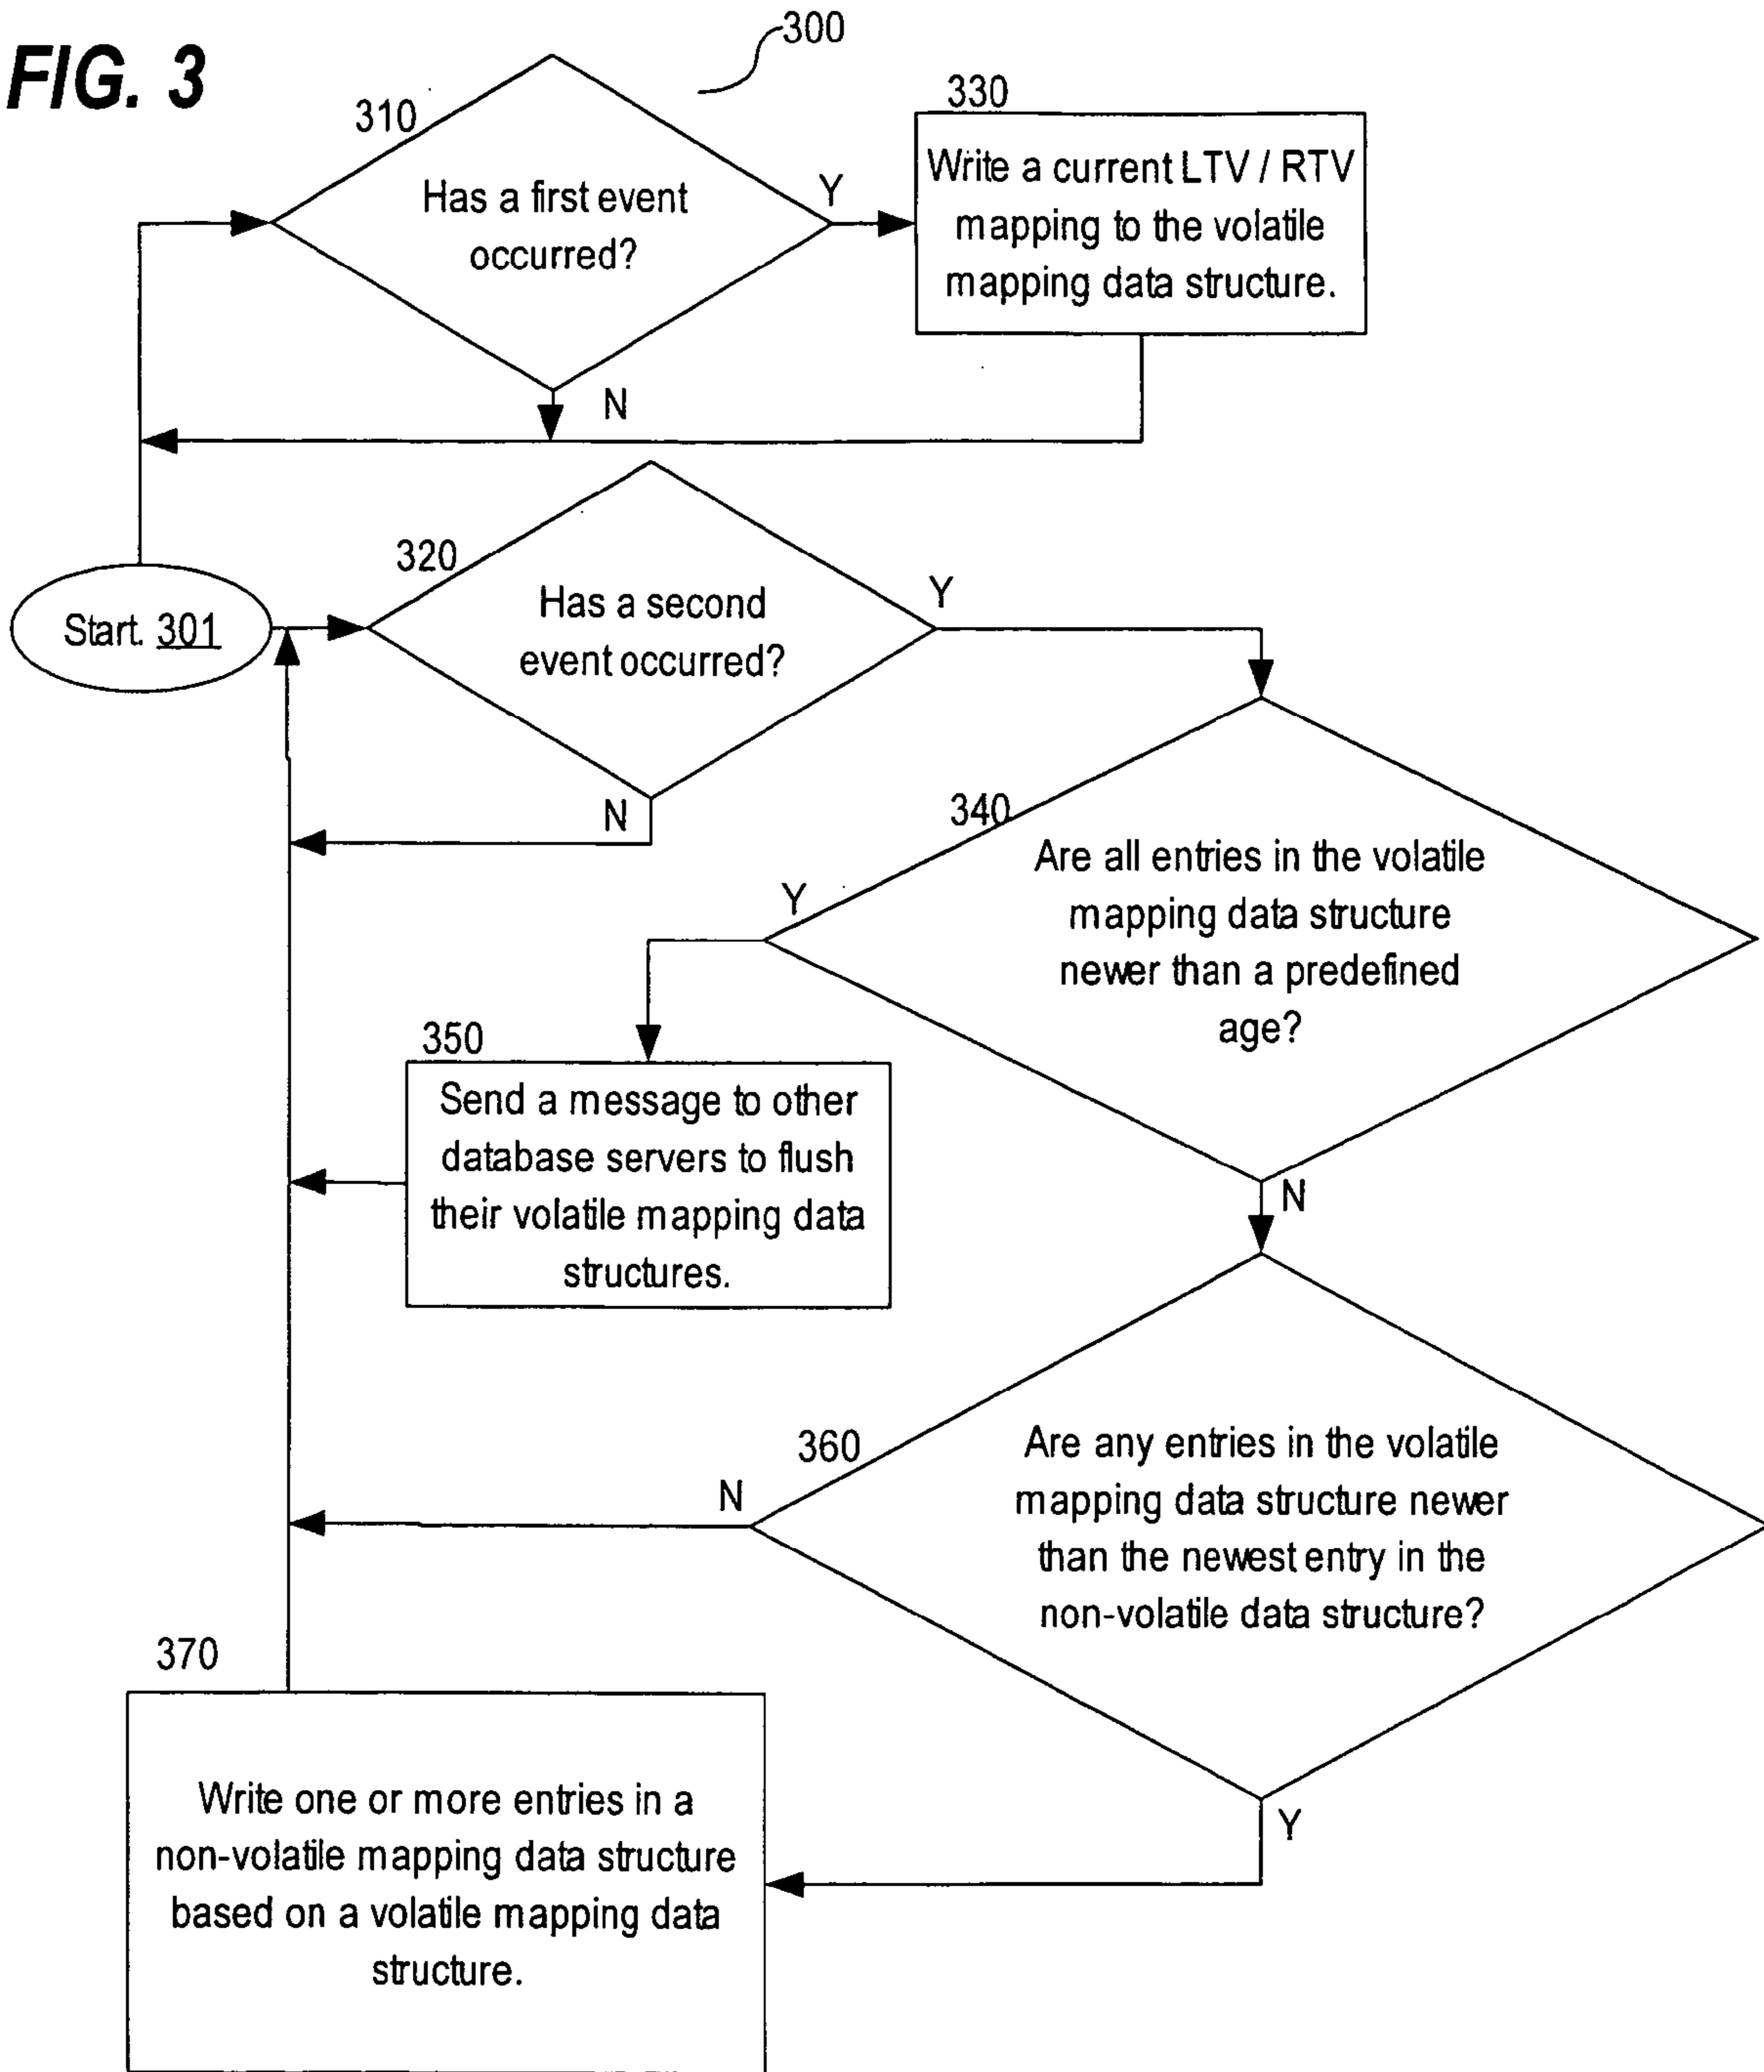 FIG. 3
300
310
Has a first event
occurred?
Y
N
330
Write a current LTV / RTV
mapping to the volatile
mapping data structure.
Start. 301
320
Has a second
event occurred?
Y
N
340
Are all entries in the volatile
mapping data structure
newer than a predefined
age?
Y
N
350
Send a message to other
database servers to flush
their volatile mapping data
structures.
360
Are any entries in the volatile
mapping data structure newer
than the newest entry in the
non-volatile data structure?
N
Y
370
Write one or more entries in a
non-volatile mapping data structure
based on a volatile mapping data
structure.